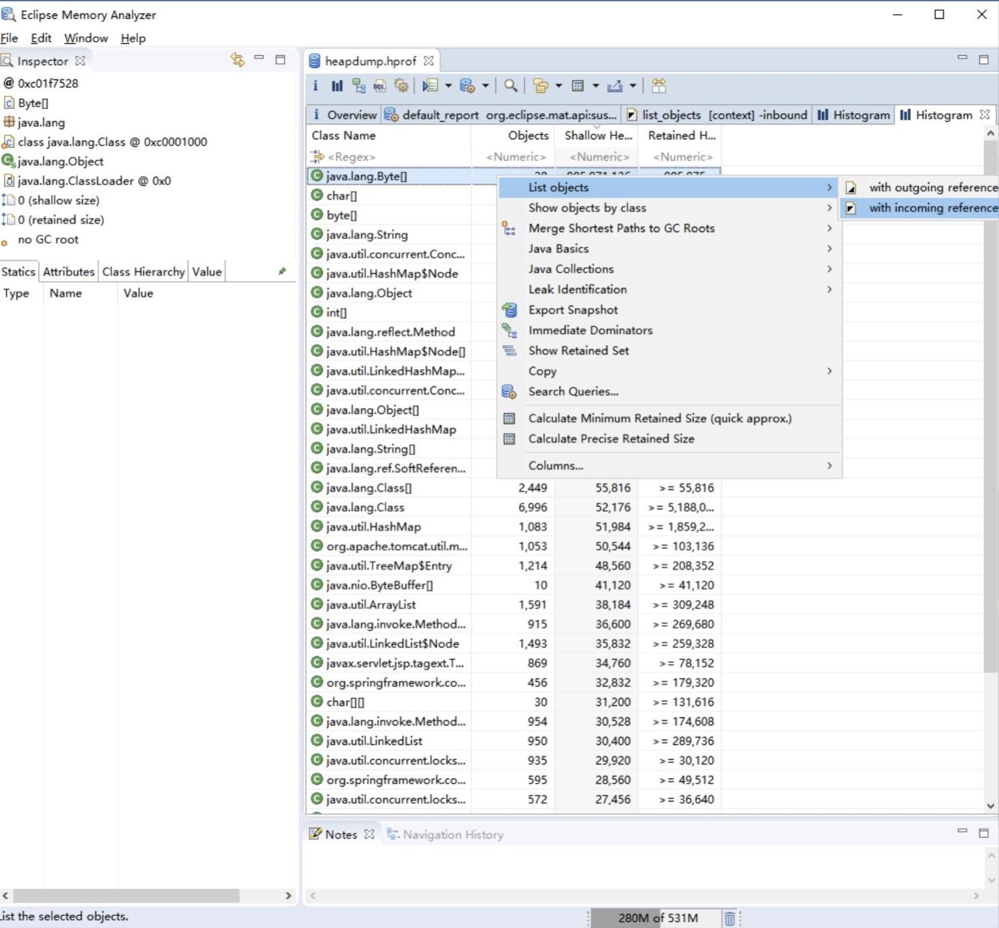 Eclipse Memory Analyzer
File Edit Window Help
Inspector
@ 0xc01f7528
Byte[]
java.lang
class java.lang.Class @ 0xc0001000
java.lang.Object
java.lang.ClassLoader @ 0x0
0 (shallow size)
0 (retained size)
no GC root
Statics Attributes Class Hierarchy Value
Type Name Value
heapdump.hprof
Overview default_report org.eclipse.mat.api:sus... list_objects [context] -inbound Histogram Histogram
Class Name Objects Shallow He... Retained H...
<Regex> <Numeric> <Numeric> <Numeric>
java.lang.Byte[]
char[]
byte[]
java.lang.String
java.util.concurrent.Conc...
java.util.HashMap$Node
java.lang.Object
int[]
java.lang.reflect.Method
java.util.HashMap$Node[]
java.util.LinkedHashMap...
java.util.concurrent.Conc...
java.lang.Object[]
java.util.LinkedHashMap
java.lang.String[]
java.lang.ref.SoftReferen...
java.lang.Class[] 2,449 55,816 >= 55,816
java.lang.Class 6,996 52,176 >= 5,188,0...
java.util.HashMap 1,083 51,984 >= 1,859,2...
org.apache.tomcat.util.m... 1,053 50,544 >= 103,136
java.util.TreeMap$Entry 1,214 48,560 >= 208,352
java.nio.ByteBuffer[] 10 41,120 >= 41,120
java.util.ArrayList 1,591 38,184 >= 309,248
java.lang.invoke.Method... 915 36,600 >= 269,680
java.util.LinkedList$Node 1,493 35,832 >= 259,328
javax.servlet.jsp.tagext.T... 869 34,760 >= 78,152
org.springframework.co... 456 32,832 >= 179,320
char[][] 30 31,200 >= 131,616
java.lang.invoke.Method... 954 30,528 >= 174,608
java.util.LinkedList 950 30,400 >= 289,736
java.util.concurrent.locks... 935 29,920 >= 30,120
org.springframework.co... 595 28,560 >= 49,512
java.util.concurrent.locks... 572 27,456 >= 36,640
List objects
Show objects by class
Merge Shortest Paths to GC Roots
Java Basics
Java Collections
Leak Identification
Export Snapshot
Immediate Dominators
Show Retained Set
Copy
Search Queries...
Calculate Minimum Retained Size (quick approx.)
Calculate Precise Retained Size
Columns...
with outgoing reference
with incoming reference
Notes Navigation History
List the selected objects.
280M of 531M